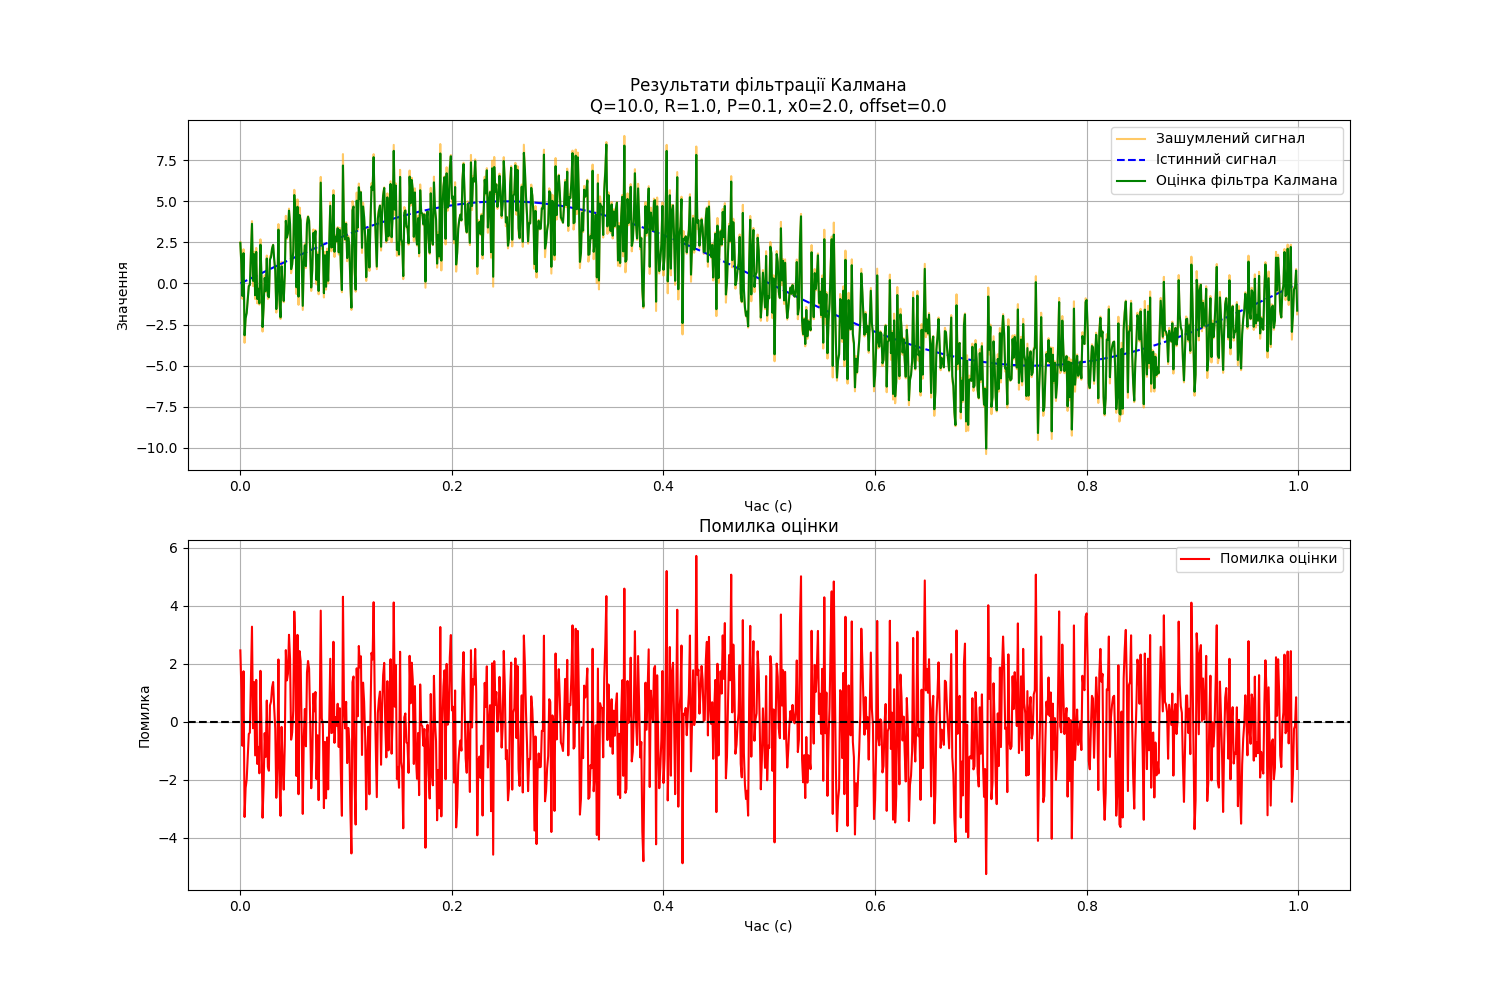 Результати фільтрації Калмана
Q=10.0, R=1.0, P=0.1, x0=2.0, offset=0.0
Зашумлений сигнал
Істинний сигнал
Оцінка фільтра Калмана
Значення
7.5
5.0
2.5
0.0
−2.5
−5.0
−7.5
−10.0
0.0 0.2 0.4 0.6 0.8 1.0
Час (с)
Помилка оцінки
Помилка оцінки
Помилка
6
4
2
0
−2
−4
0.0 0.2 0.4 0.6 0.8 1.0
Час (с)